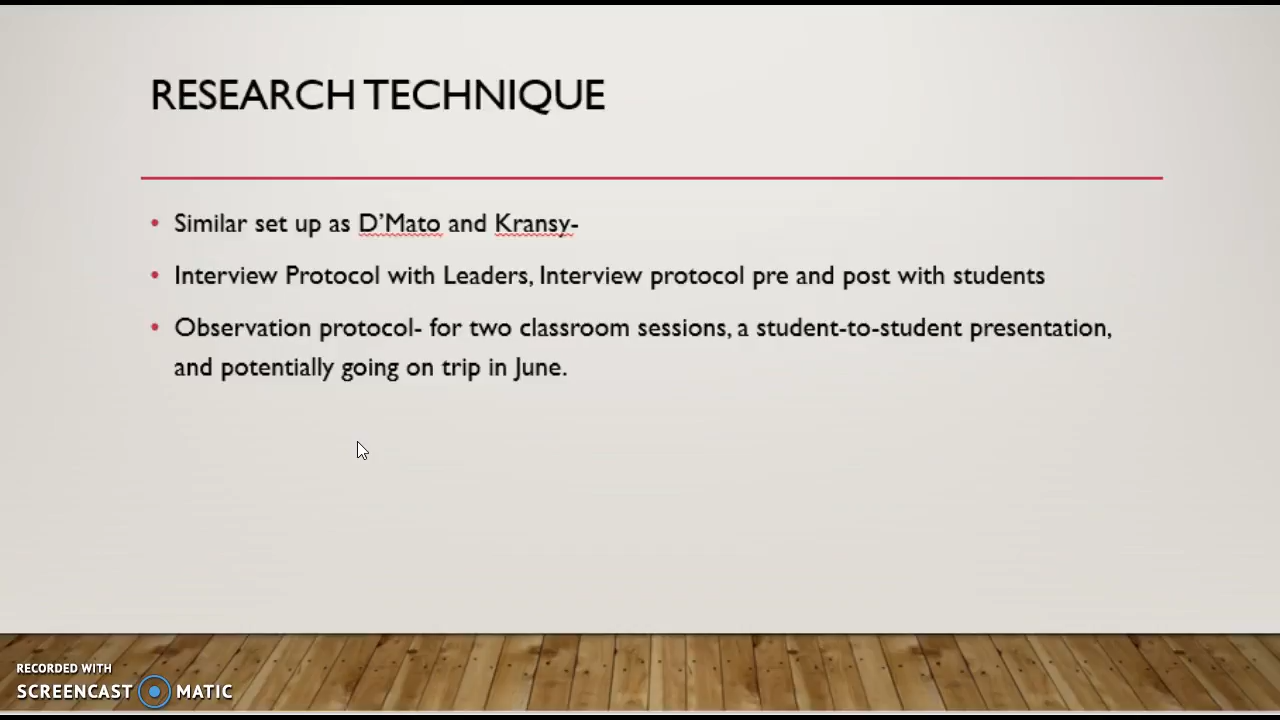 RESEARCH TECHNIQUE
• Similar set up as D’Mato and Kransy-
• Interview Protocol with Leaders, Interview protocol pre and post with students
• Observation protocol- for two classroom sessions, a student-to-student presentation,
and potentially going on trip in June.
RECORDED WITH
SCREENCAST MATIC